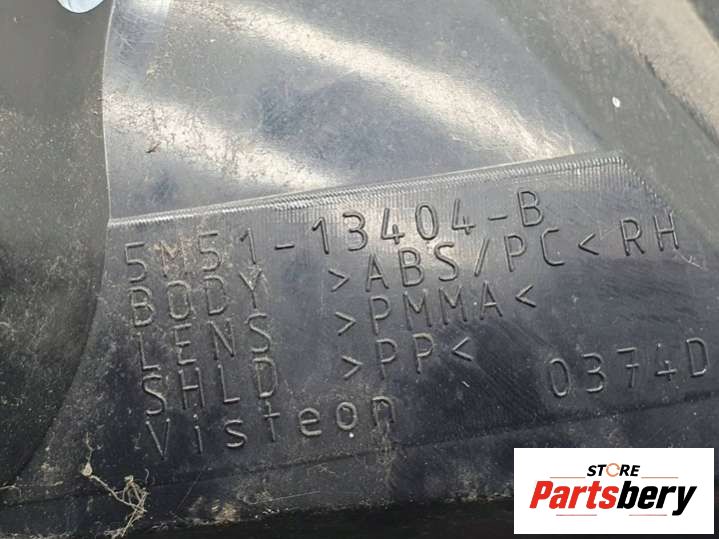 5M51-13404-B
BODY >ABS/PC< RH
LENS >PMMA<
SHLD >PP<
Visteon 0374D
STORE
Partsbery